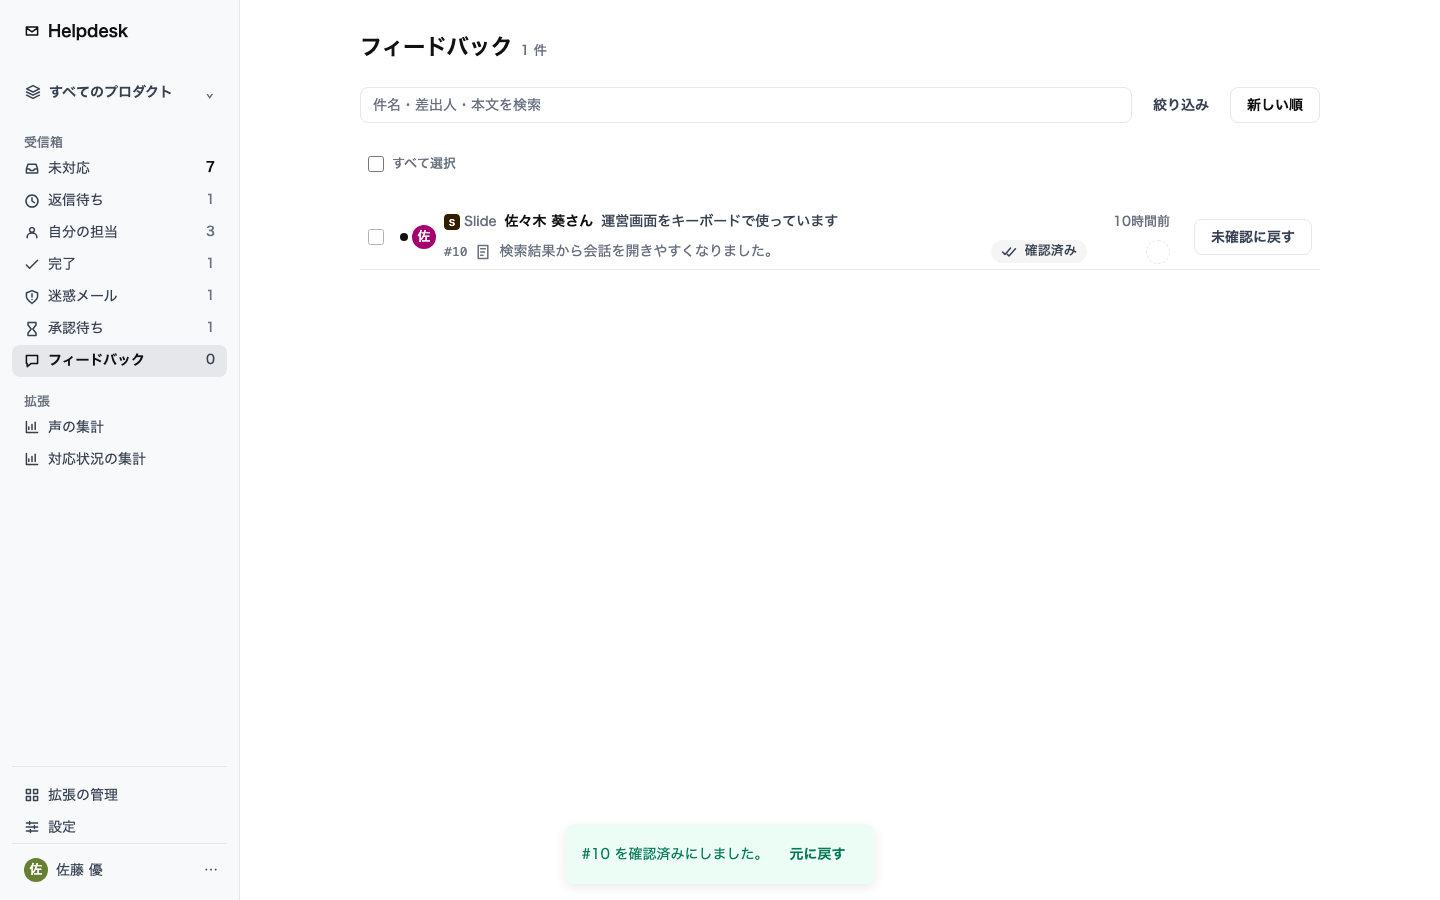 Helpdesk
すべてのプロダクト
受信箱
未対応 7
返信待ち 1
自分の担当 3
完了 1
迷惑メール 1
承認待ち 1
フィードバック 0
拡張
声の集計
対応状況の集計
拡張の管理
設定
佐 佐藤 優 …
フィードバック 1 件
件名・差出人・本文を検索 絞り込み 新しい順
すべて選択
佐 S Slide 佐々木 葵さん 運営画面をキーボードで使っています 10時間前
#10 検索結果から会話を開きやすくなりました。 確認済み
未確認に戻す
#10 を確認済みにしました。 元に戻す